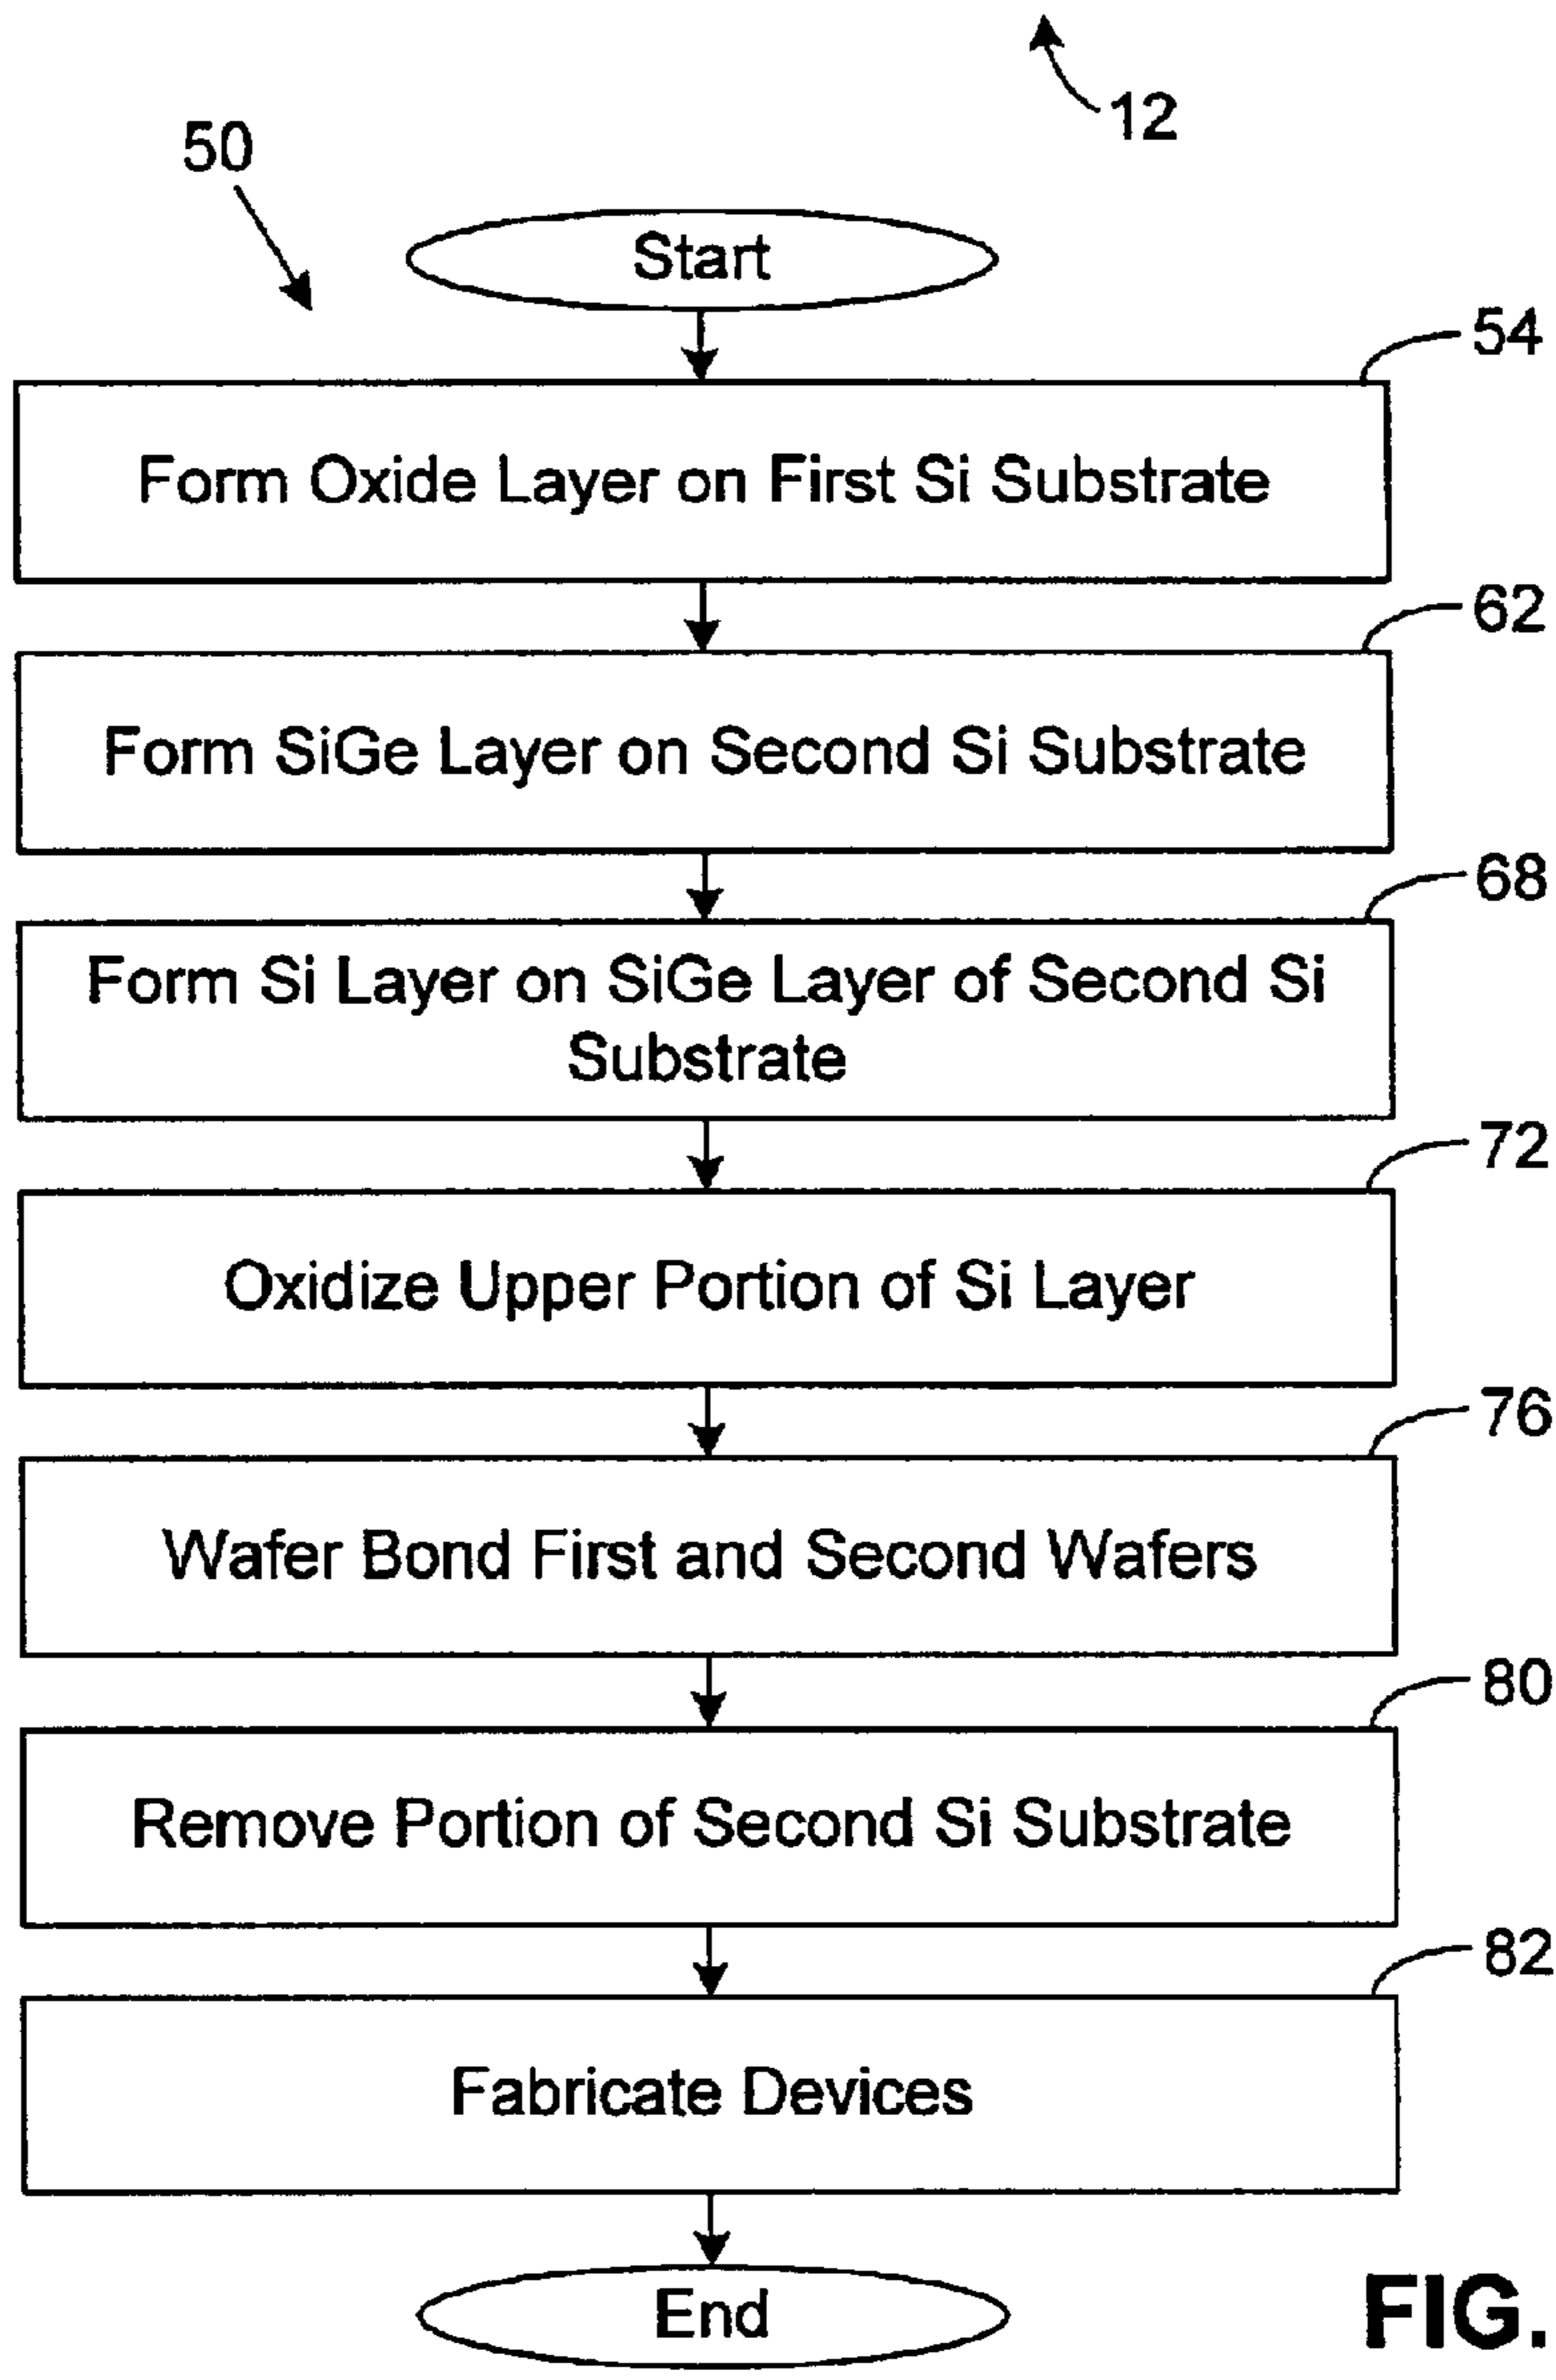 12
50
Start
54
Form Oxide Layer on First Si Substrate
62
Form SiGe Layer on Second Si Substrate
68
Form Si Layer on SiGe Layer of Second Si
Substrate
72
Oxidize Upper Portion of Si Layer
76
Wafer Bond First and Second Wafers
80
Remove Portion of Second Si Substrate
82
Fabricate Devices
End
FIG.